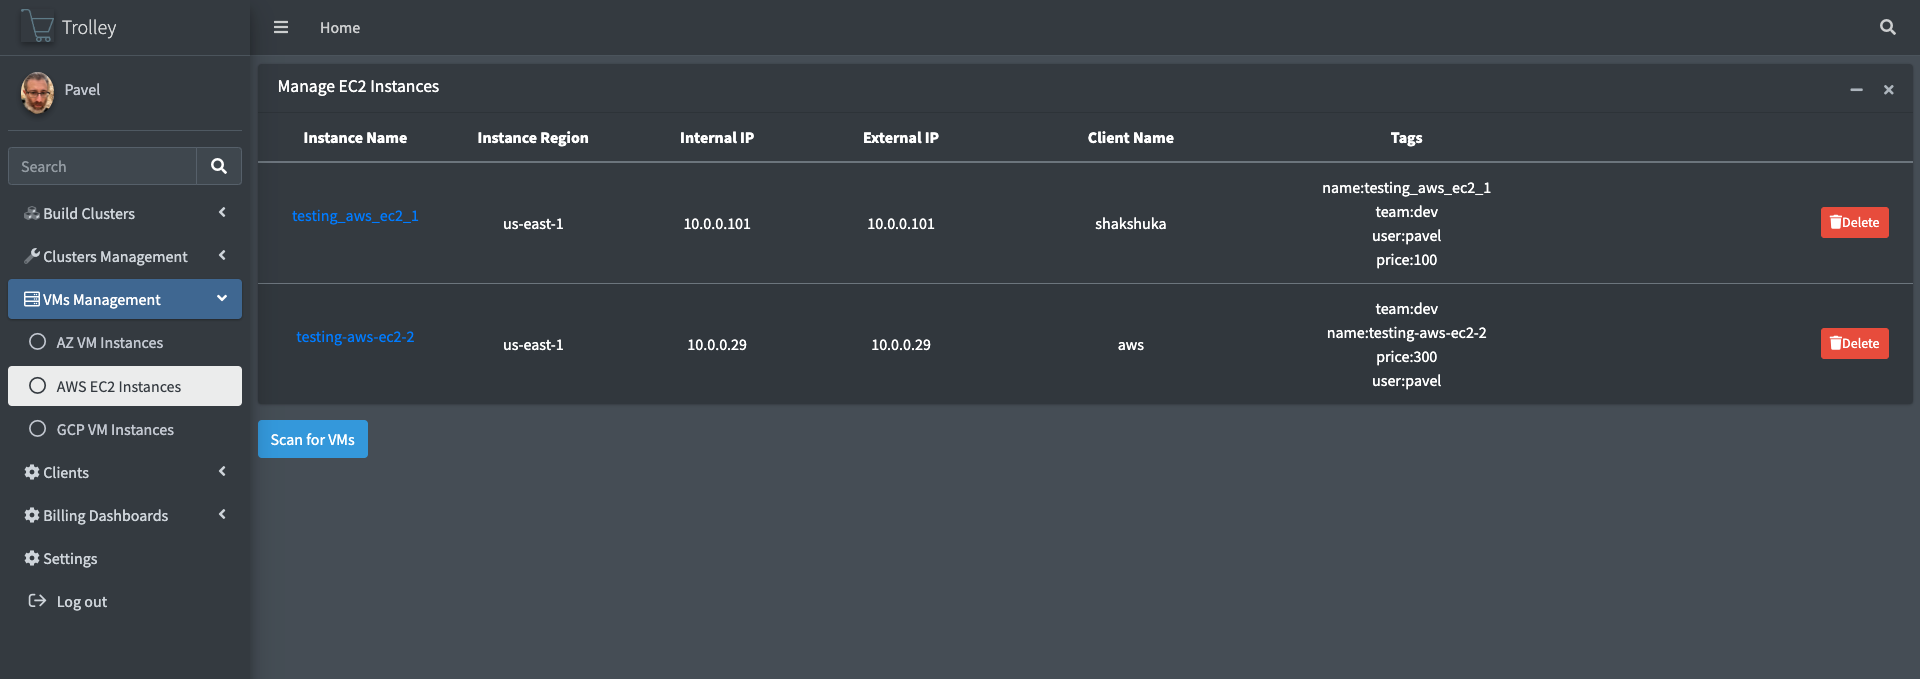 Trolley
Home
Pavel
Search
Build Clusters
Clusters Management
VMs Management
AZ VM Instances
AWS EC2 Instances
GCP VM Instances
Clients
Billing Dashboards
Settings
Log out
Manage EC2 Instances
Instance Name Instance Region Internal IP External IP Client Name Tags
testing_aws_ec2_1 us-east-1 10.0.0.101 10.0.0.101 shakshuka name:testing_aws_ec2_1
team:dev
user:pavel
price:100
Delete
testing-aws-ec2-2 us-east-1 10.0.0.29 10.0.0.29 aws team:dev
name:testing-aws-ec2-2
price:300
user:pavel
Delete
Scan for VMs